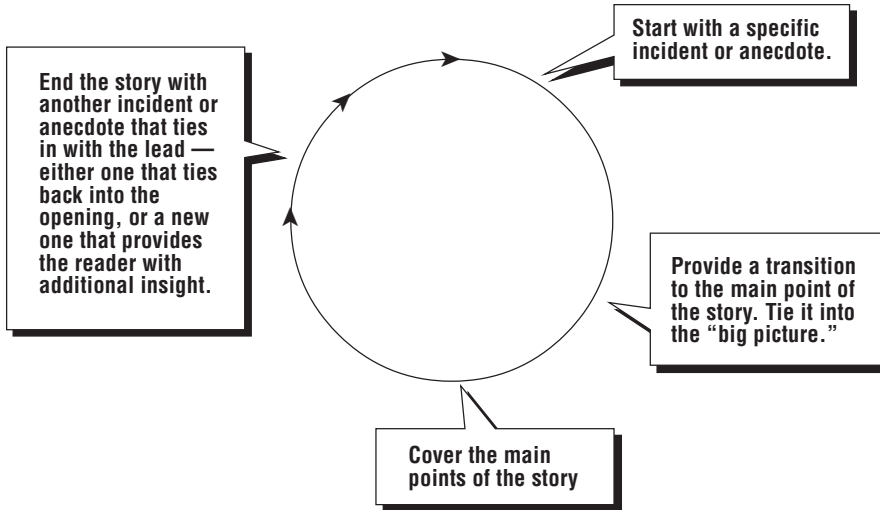 Start with a specific
incident or anecdote.
Provide a transition
to the main point of
the story. Tie it into
the “big picture.”
Cover the main
points of the story
End the story with
another incident or
anecdote that ties
in with the lead —
either one that ties
back into the
opening, or a new
one that provides
the reader with
additional insight.